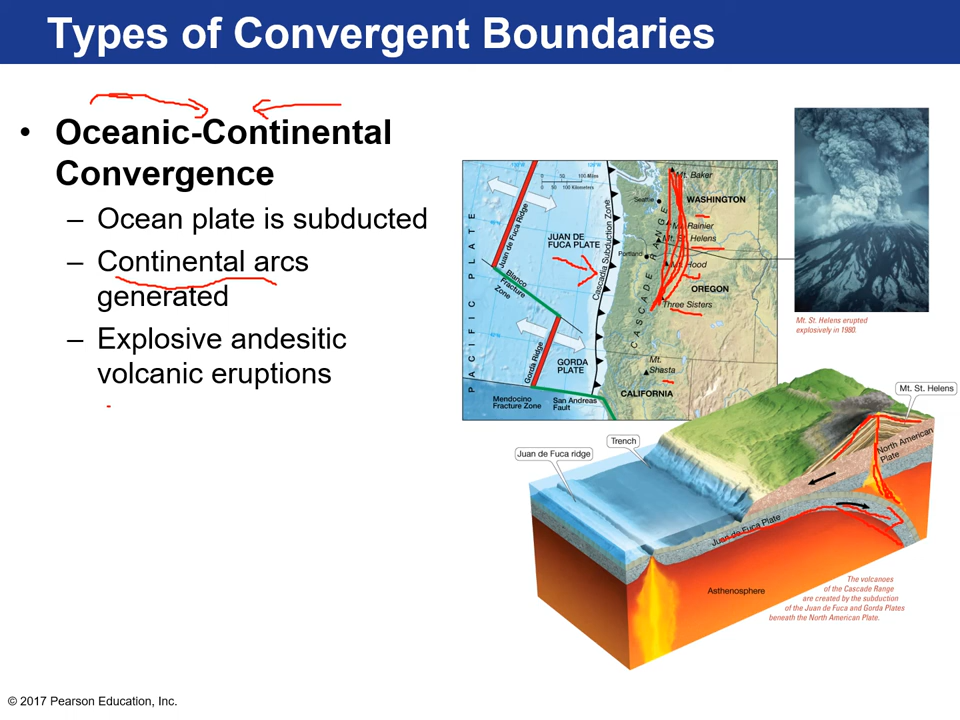 Types of Convergent Boundaries
• Oceanic-Continental
Convergence
– Ocean plate is subducted
– Continental arcs
generated
– Explosive andesitic
volcanic eruptions
130°W
120°W
0 50 100 Miles
0 50 100 Kilometers
PACIFIC PLATE
Juan de Fuca Ridge
JUAN DE
FUCA PLATE
Blanco
Fracture
Zone
Cascadia Subduction Zone
Gorda Ridge
GORDA
PLATE
Mendocino
Fracture Zone
San Andreas
Fault
CASCADE RANGE
Mt. Baker
Seattle
WASHINGTON
Mt. Rainier
Mt. St. Helens
Portland
Mt. Hood
OREGON
Three Sisters
Mt.
Shasta
CALIFORNIA
Mt. St. Helens erupted
explosively in 1980.
Mt. St. Helens
Trench
Juan de Fuca ridge
North American
Plate
Juan de Fuca Plate
Asthenosphere
The volcanoes
of the Cascade Range
are created by the subduction
of the Juan de Fuca and Gorda Plates
beneath the North American Plate.
© 2017 Pearson Education, Inc.